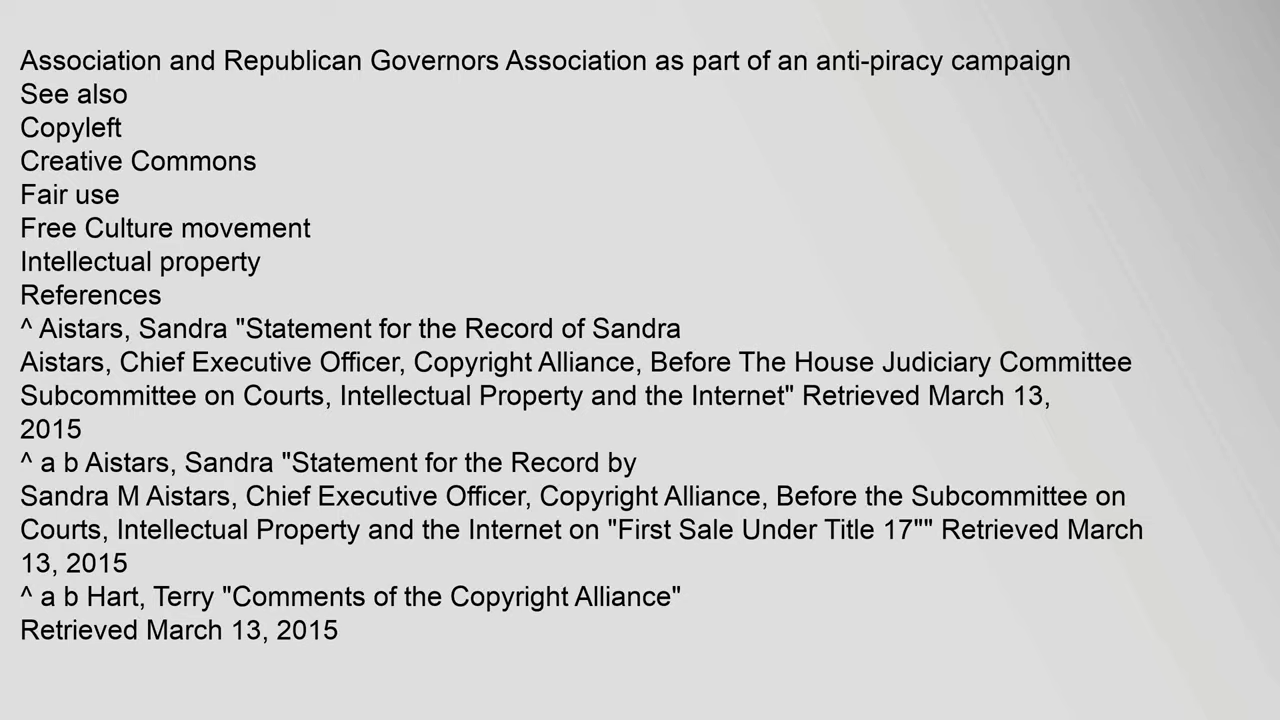 Association and Republican Governors Association as part of an anti-piracy campaign
See also
Copyleft
Creative Commons
Fair use
Free Culture movement
Intellectual property
References
^ Aistars, Sandra "Statement for the Record of Sandra
Aistars, Chief Executive Officer, Copyright Alliance, Before The House Judiciary Committee
Subcommittee on Courts, Intellectual Property and the Internet" Retrieved March 13,
2015
^ a b Aistars, Sandra "Statement for the Record by
Sandra M Aistars, Chief Executive Officer, Copyright Alliance, Before the Subcommittee on
Courts, Intellectual Property and the Internet on "First Sale Under Title 17"" Retrieved March
13, 2015
^ a b Hart, Terry "Comments of the Copyright Alliance"
Retrieved March 13, 2015